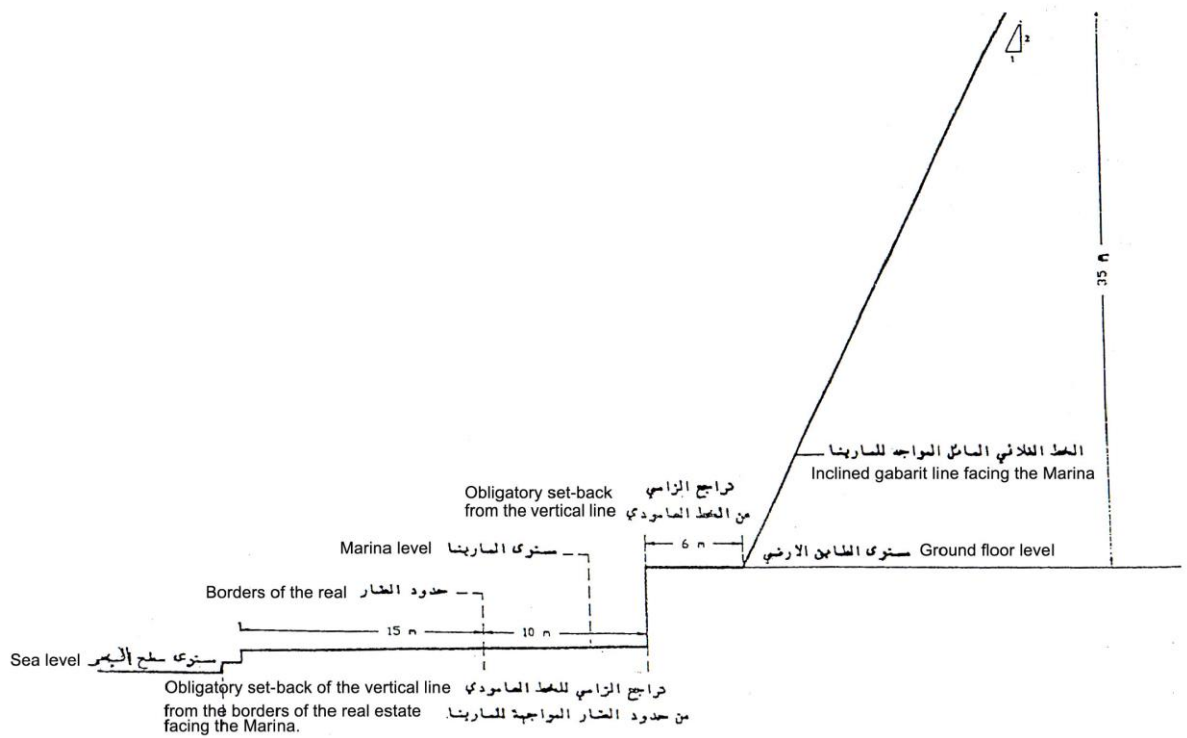 2
1
35 m
الخط الغلافي المائل المواجه للمارينا
Inclined gabarit line facing the Marina
Obligatory set-back
from the vertical line
تراجع الزامي
من الخط العامودي
6 m
Marina level مستوى المارينا
مستوى الطابق الارضي Ground floor level
Borders of the real حدود العقار
15 m
10 m
Sea level مستوى سطح البحر
Obligatory set-back of the vertical line تراجع الزامي للخط العامودي
from the borders of the real estate من حدود العقار المواجهة للمارينا.
facing the Marina.